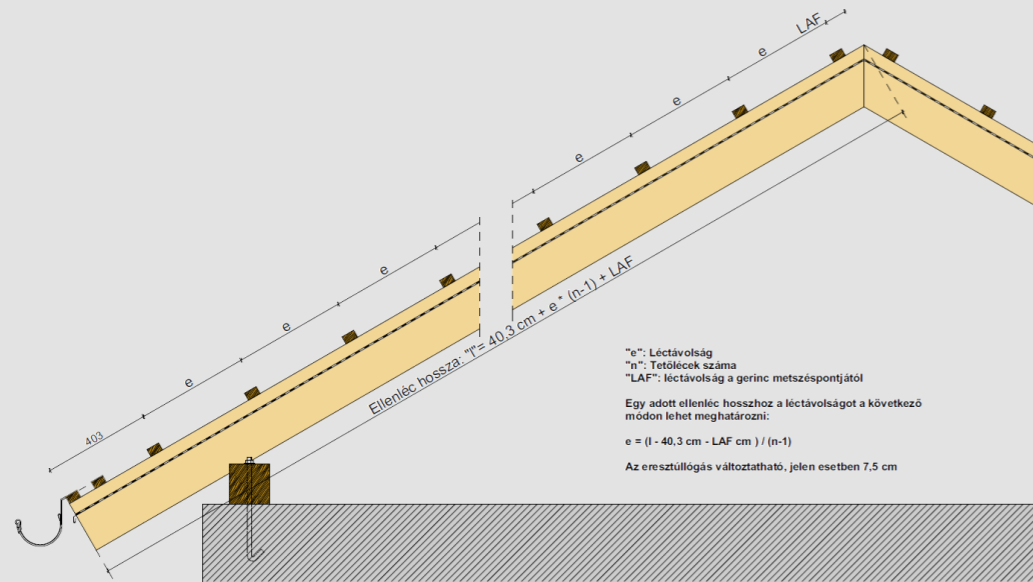 LAF
e
e
e
e
e
e
403
Ellenléc hossza: "l"= 40,3 cm + e * (n-1) + LAF
"e": Léctávolság
"n": Tetőlécek száma
"LAF": léctávolság a gerinc metszéspontjától
Egy adott ellenléc hosszhoz a léctávolságot a következő
módon lehet meghatározni:
e = (l - 40,3 cm - LAF cm ) / (n-1)
Az eresztúllógás változtatható, jelen esetben 7,5 cm